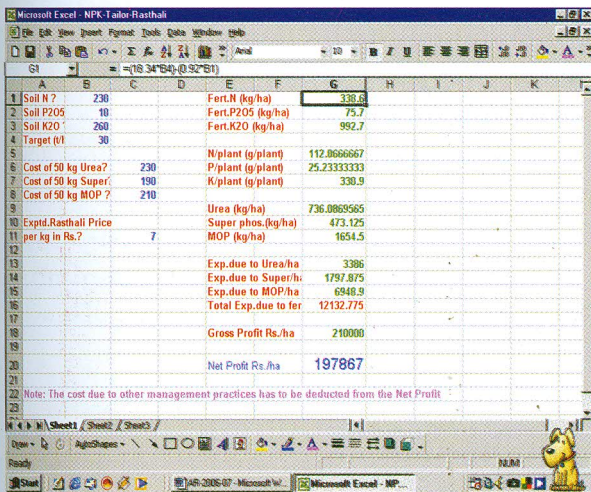 Microsoft Excel - NPK-Tailor-Rasthali
File Edit View Insert Format Tools Data Window Help
Arial 10 B I U
G1 = =(18.34*B4)-(0.92*B1)
A B C D E F G H I J K
1 Soil N ? 230 Fert.N (kg/ha) 338.6
2 Soil P2O5 18 Fert.P2O5 (kg/ha) 75.7
3 Soil K2O ? 260 Fert.K2O (kg/ha) 992.7
4 Target (t/h 30
5 N/plant (g/plant) 112.8666667
6 Cost of 50 kg Urea? 230 P/plant (g/plant) 25.23333333
7 Cost of 50 kg Super? 190 K/plant (g/plant) 330.9
8 Cost of 50 kg MOP ? 210
9 Urea (kg/ha) 736.0869565
10 Exptd.Rasthali Price Super phos.(kg/ha) 473.125
11 per kg in Rs.? 7 MOP (kg/ha) 1654.5
12
13 Exp.due to Urea/ha 3386
14 Exp.due to Super/ha 1797.875
15 Exp.due to MOP/ha 6948.9
16 Total Exp.due to fer 12132.775
17
18 Gross Profit Rs./ha 210000
19
20 Net Profit Rs./ha 197867
21
22 Note: The cost due to other management practices has to be deducted from the Net Profit
23
Sheet1 / Sheet2 / Sheet3 /
Draw AutoShapes
Ready NUM
Start AR-2006-07 - Microsoft W... Microsoft Excel - NP...